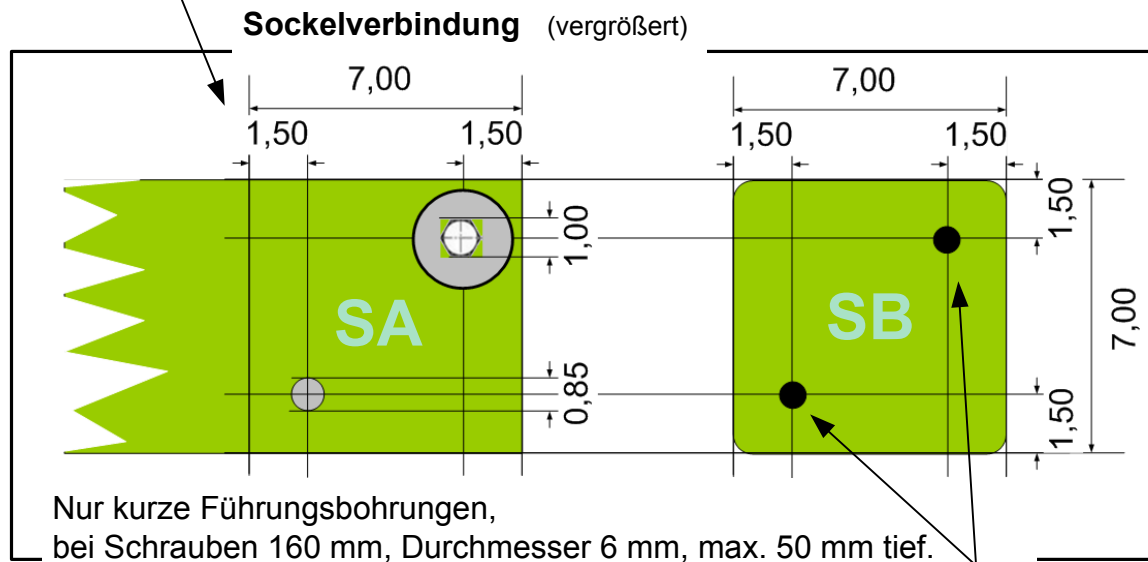 Sockelverbindung (vergrößert)
7,00 7,00
1,50 1,50 1,50 1,50
1,00 1,50
SA SB 7,00
0,85 1,50
Nur kurze Führungsbohrungen,
bei Schrauben 160 mm, Durchmesser 6 mm, max. 50 mm tief.